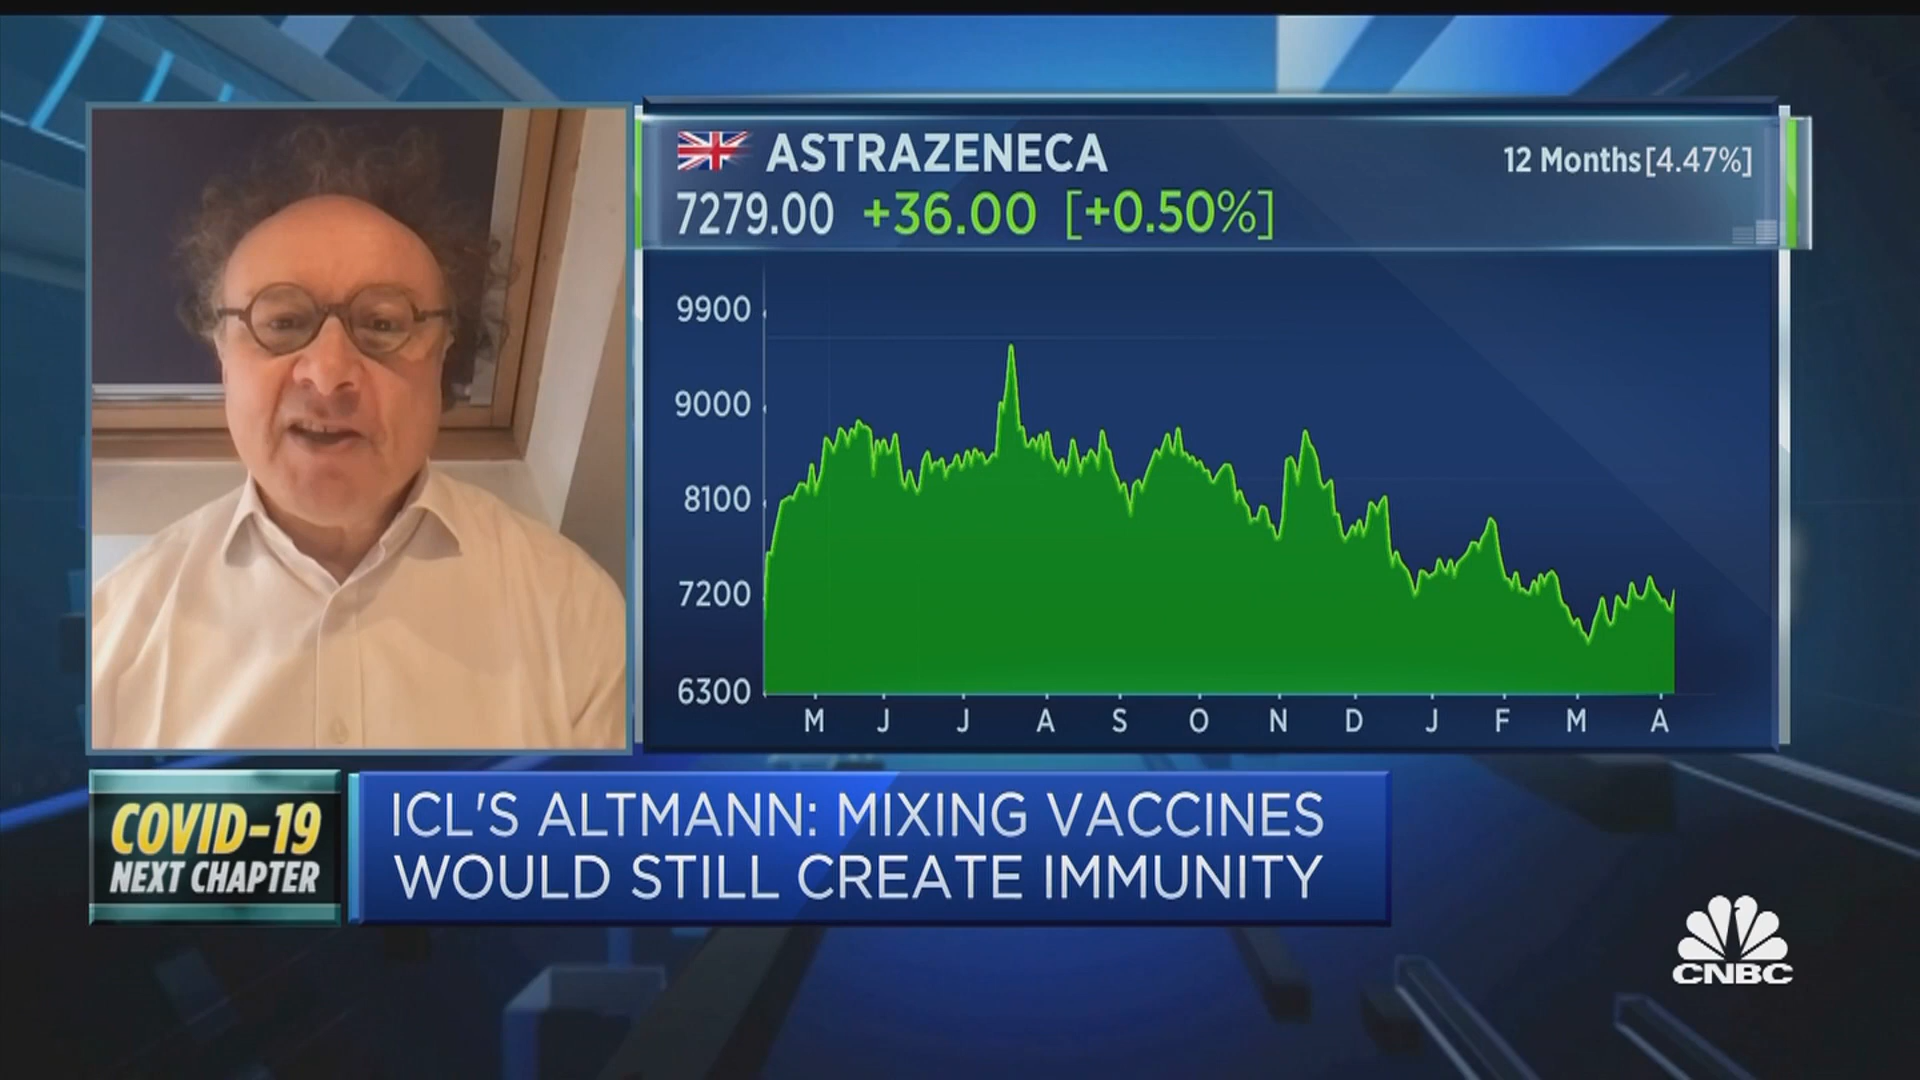 ASTRAZENECA
12 Months[4.47%]
7279.00 +36.00 [+0.50%]
9900
9000
8100
7200
6300
M J J A S O N D J F M A
COVID-19
NEXT CHAPTER
ICL'S ALTMANN: MIXING VACCINES
WOULD STILL CREATE IMMUNITY
CNBC